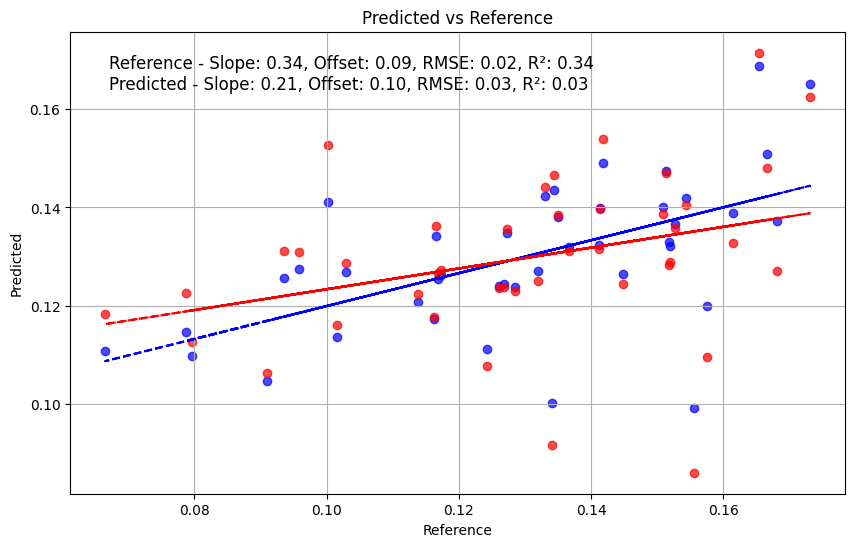 Predicted vs Reference
Reference - Slope: 0.34, Offset: 0.09, RMSE: 0.02, R²: 0.34
Predicted - Slope: 0.21, Offset: 0.10, RMSE: 0.03, R²: 0.03
Predicted
0.16
0.14
0.12
0.10
0.08 0.10 0.12 0.14 0.16
Reference